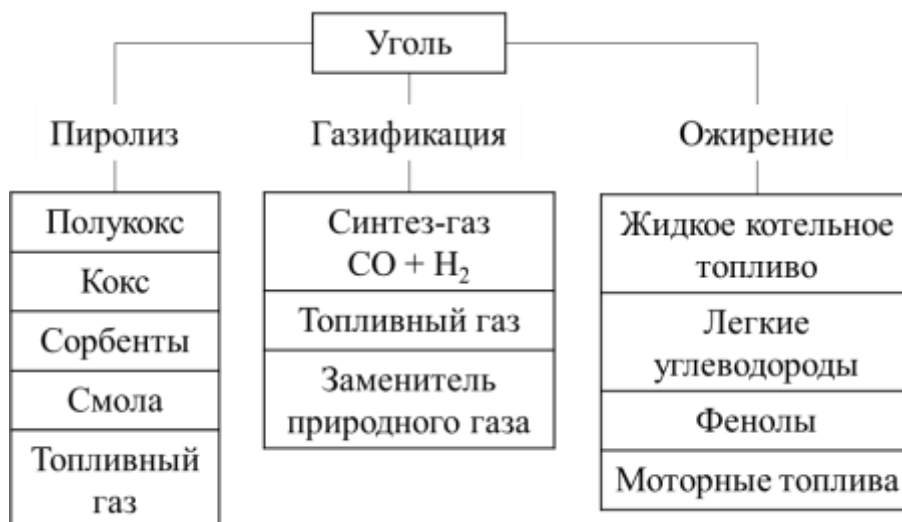 Уголь
Пиролиз
Газификация
Ожирение
Полукокс
Кокс
Сорбенты
Смола
Топливный
газ
Синтез-газ
CO + H₂
Топливный газ
Заменитель
природного газа
Жидкое котельное
топливо
Легкие
углеводороды
Фенолы
Моторные топлива